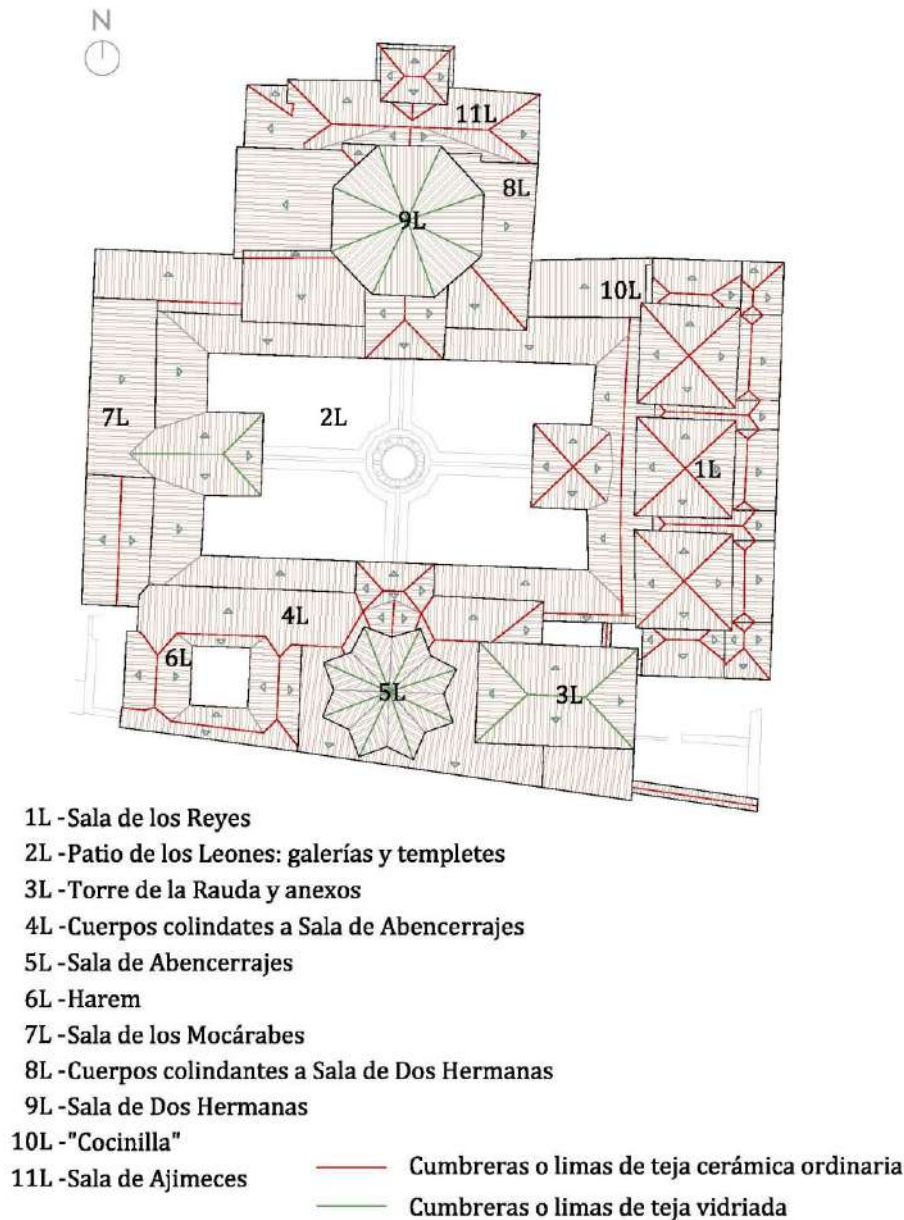 N
11L
8L
9L
10L
7L
2L
1L
4L
6L
5L
3L
1L -Sala de los Reyes
2L -Patio de los Leones: galerías y templetes
3L -Torre de la Rauda y anexos
4L -Cuerpos colindates a Sala de Abencerrajes
5L -Sala de Abencerrajes
6L -Harem
7L -Sala de los Mocárabes
8L -Cuerpos colindantes a Sala de Dos Hermanas
9L -Sala de Dos Hermanas
10L -"Cocinilla"
11L -Sala de Ajimeces
Cumbreras o limas de teja cerámica ordinaria
Cumbreras o limas de teja vidriada